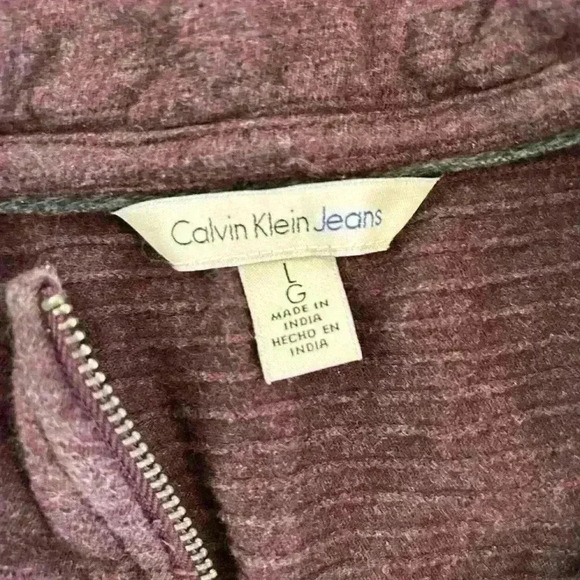 Calvin Klein Jeans
L
G
MADE IN
INDIA
HECHO EN
INDIA